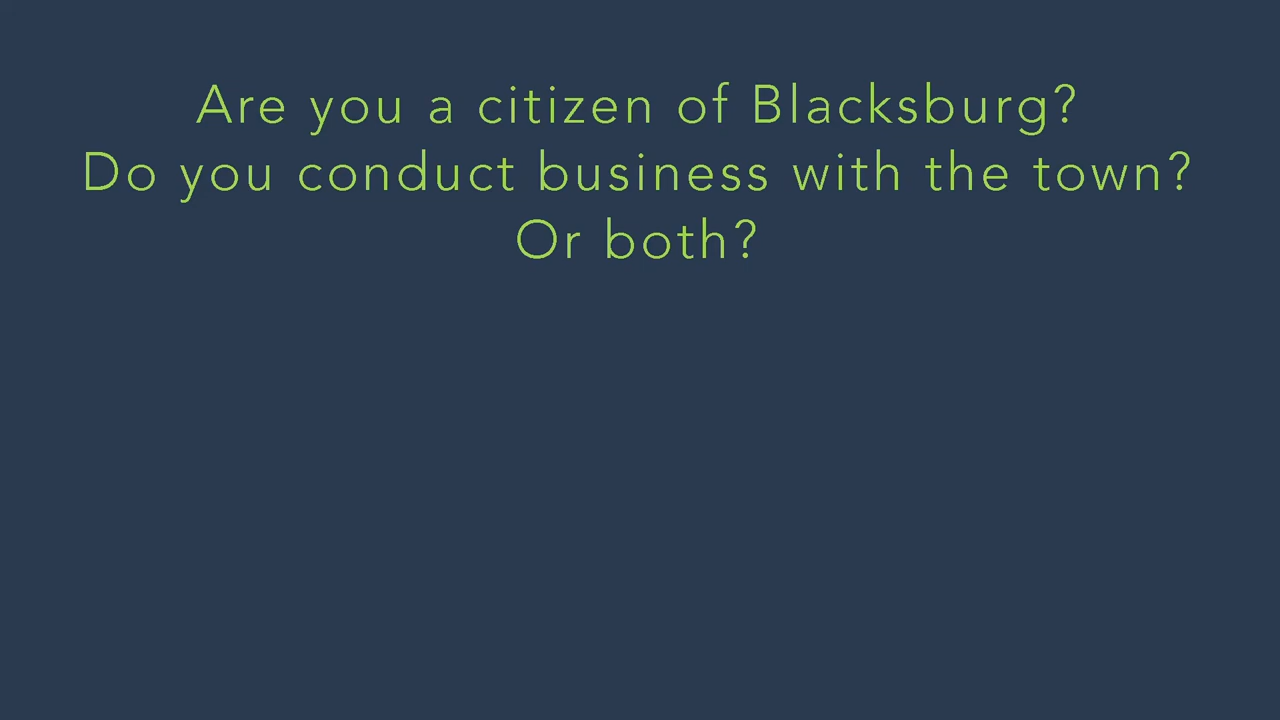 Are you a citizen of Blacksburg?
Do you conduct business with the town?
Or both?